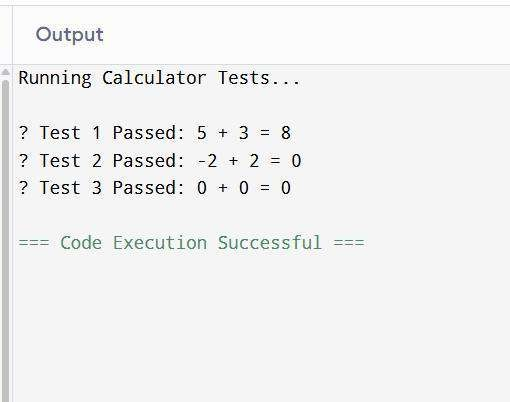 Output
Running Calculator Tests...
? Test 1 Passed: 5 + 3 = 8
? Test 2 Passed: -2 + 2 = 0
? Test 3 Passed: 0 + 0 = 0
=== Code Execution Successful ===